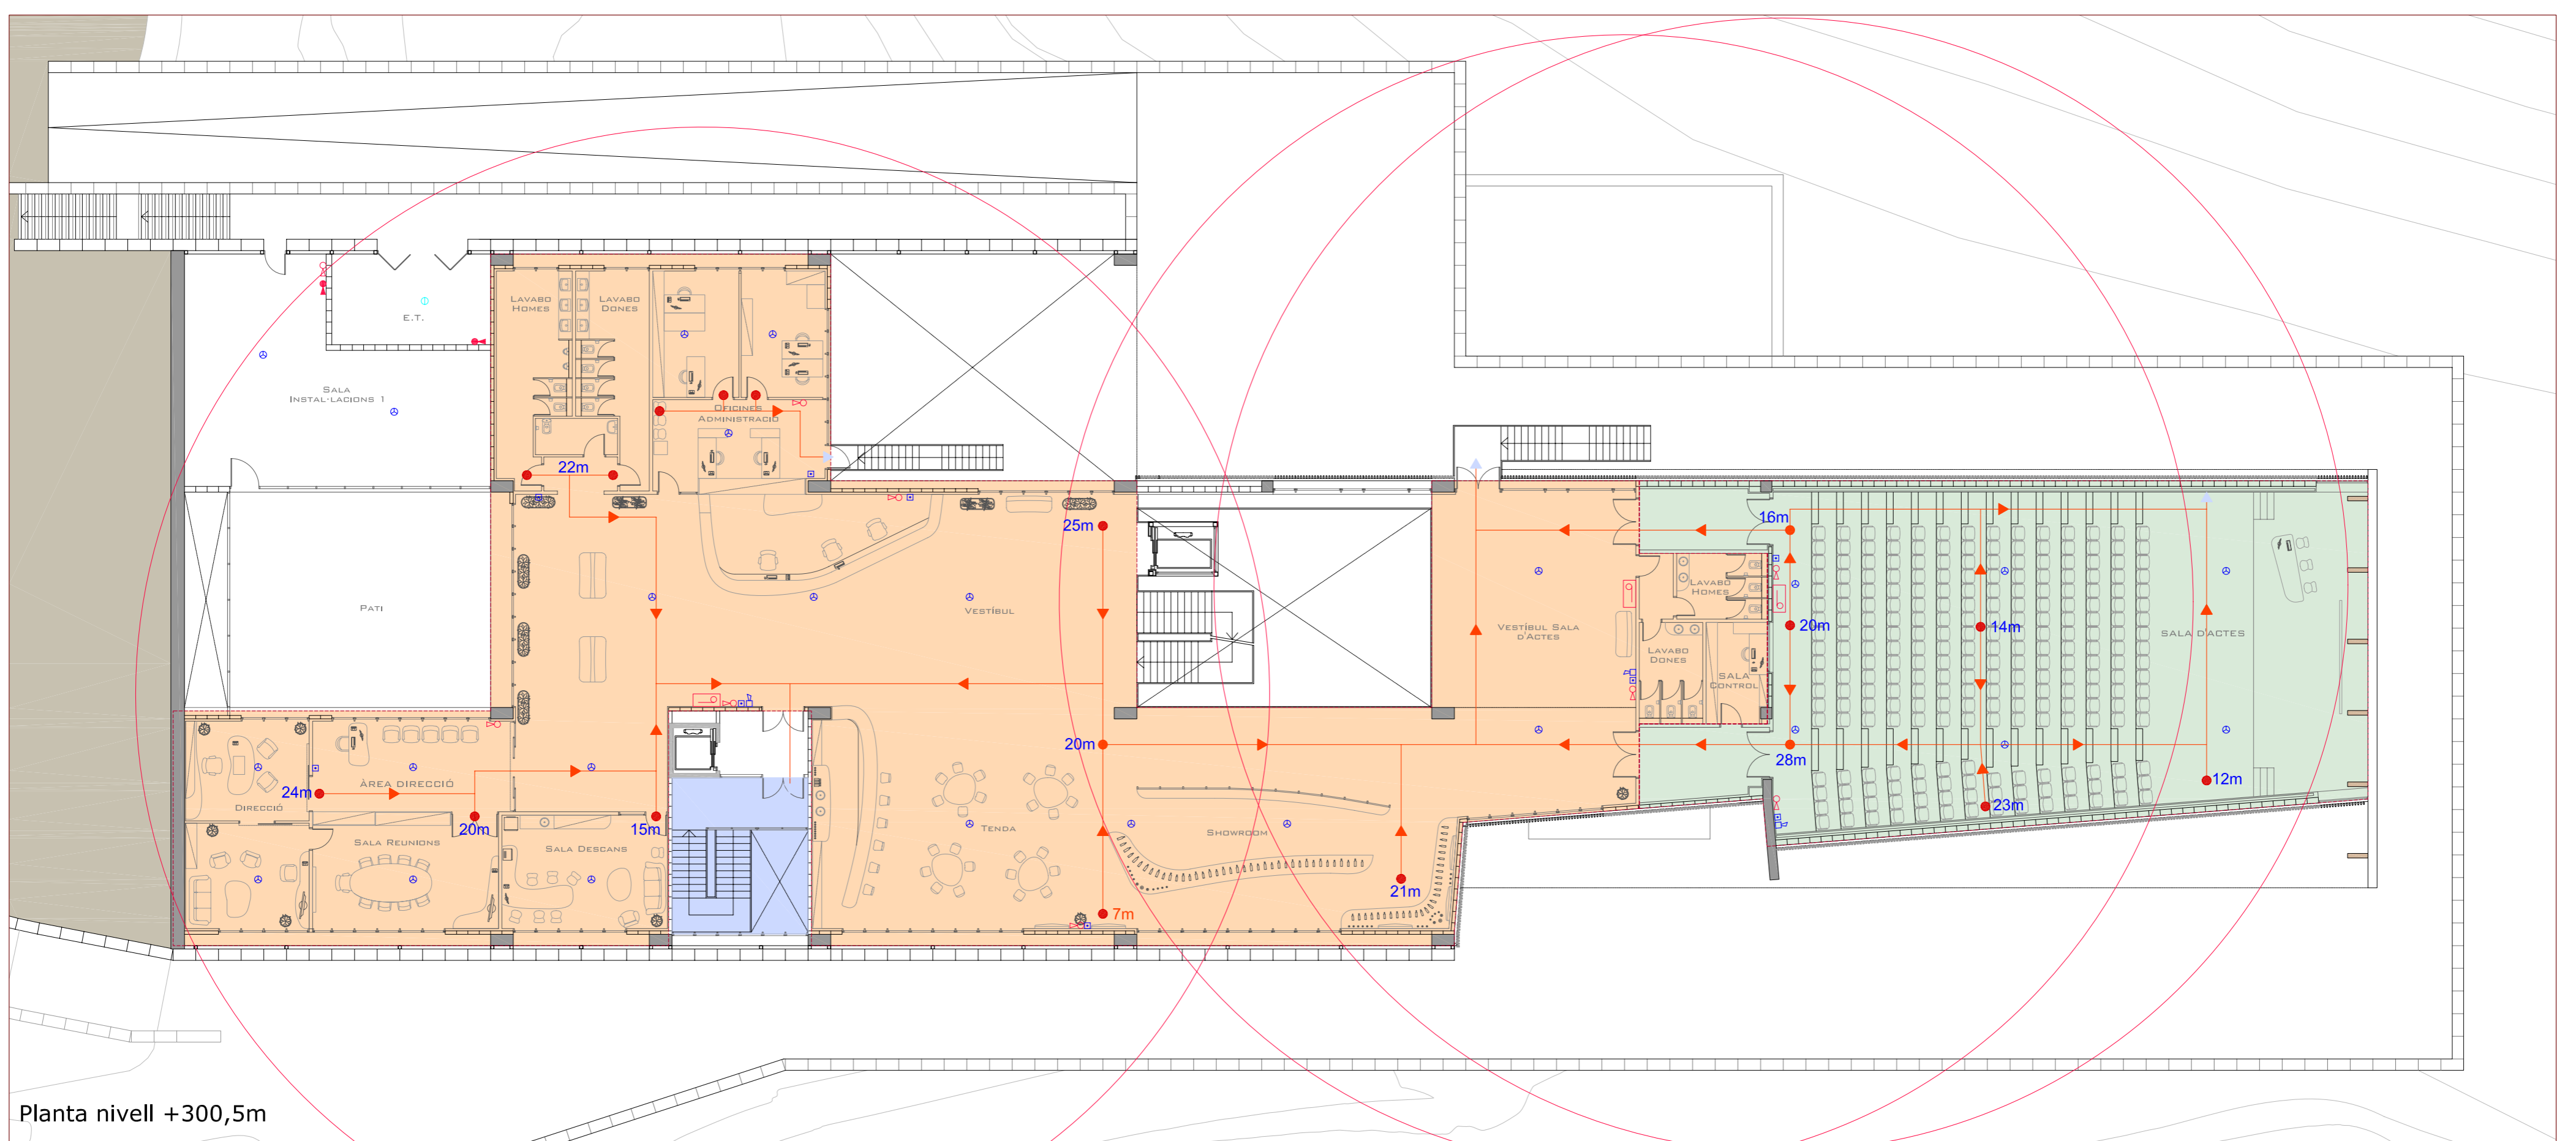 LAVABO
HOMES
LAVABO
DONES
E.T.
SALA
INSTAL·LACIONS 1
OFICINES
ADMINISTRACIÓ
22m
25m
16m
PATI
VESTÍBUL
VESTÍBUL SALA
D'ACTES
LAVABO
HOMES
LAVABO
DONES
SALA
CONTROL
20m
14m
SALA D'ACTES
20m
28m
12m
24m
ÀREA DIRECCIÓ
DIRECCIÓ
20m
15m
SALA REUNIONS
SALA DESCANS
TENDA
SHOWROOM
23m
21m
7m
Planta nivell +300,5m